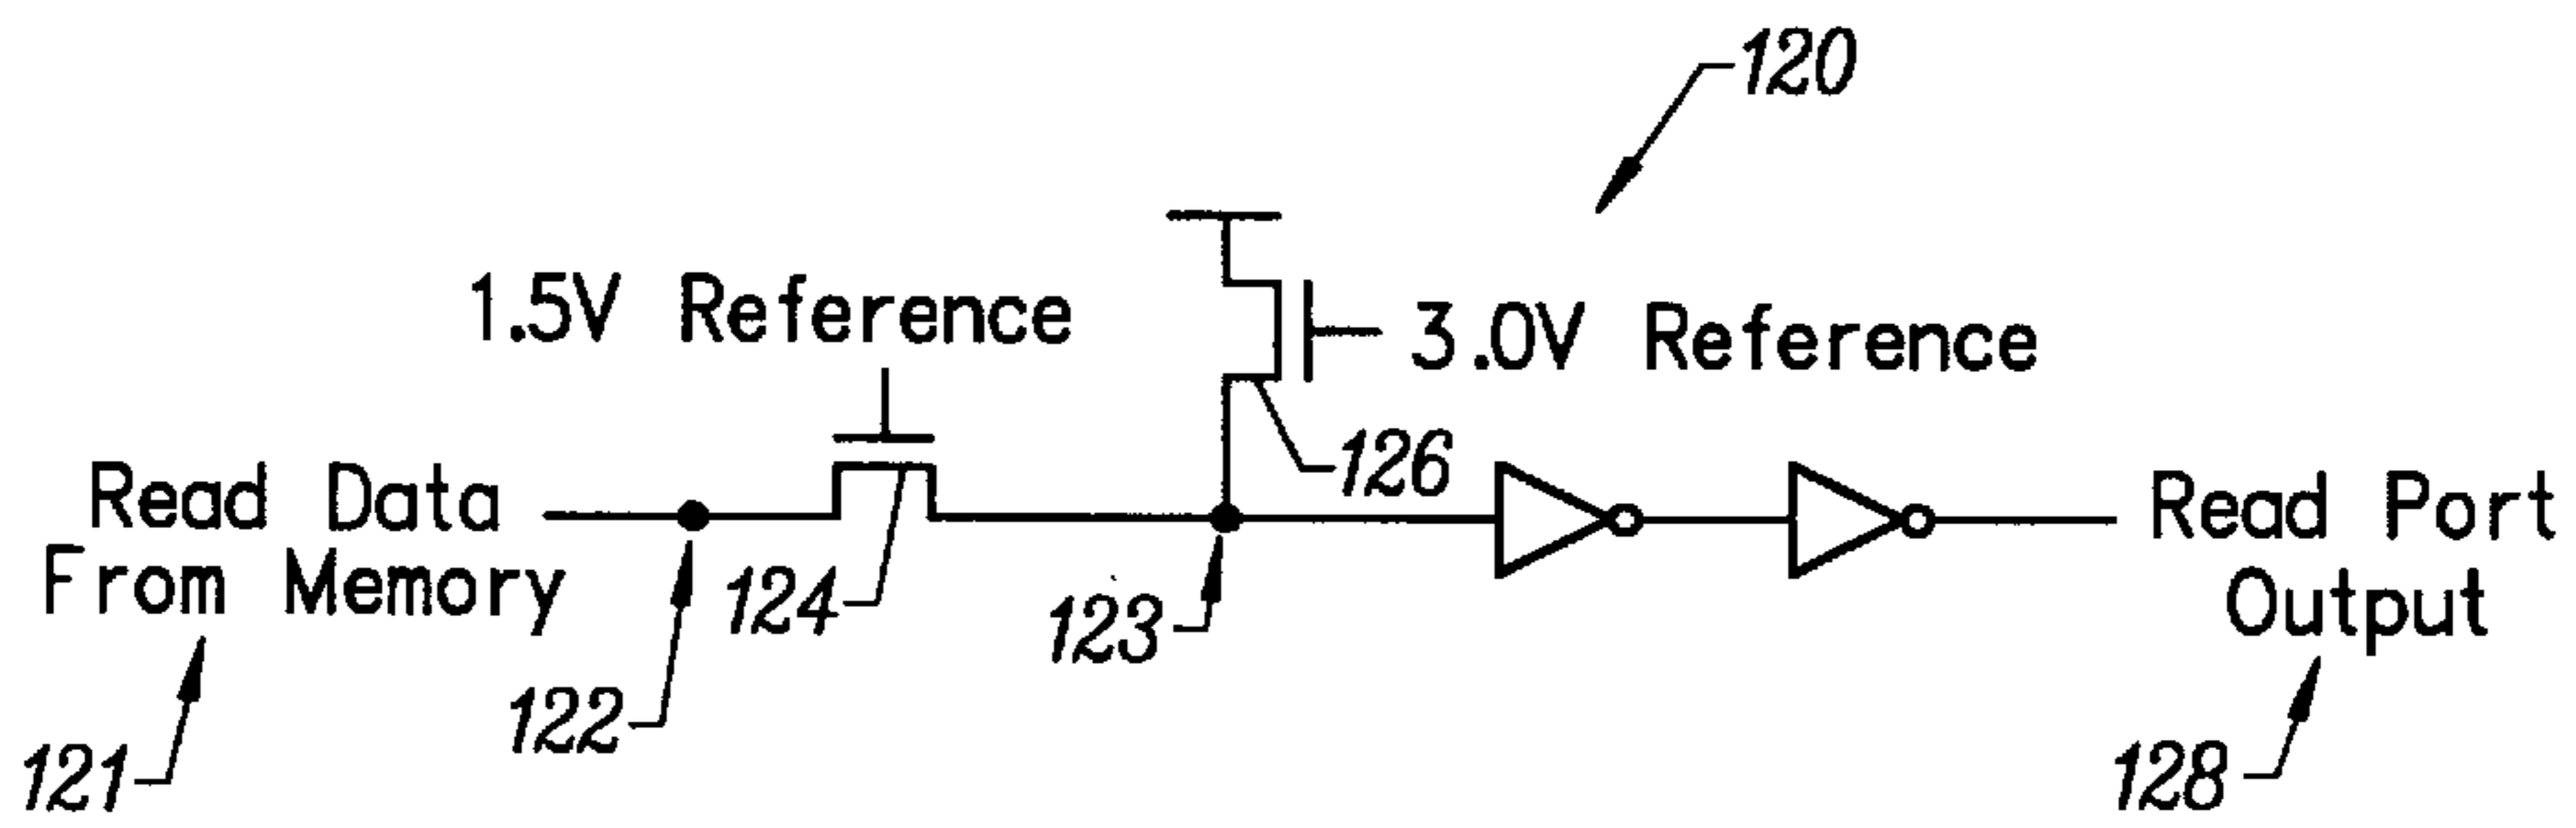 120
1.5V Reference
3.0V Reference
126
Read Data
From Memory
Read Port
Output
124
123
122
121
128